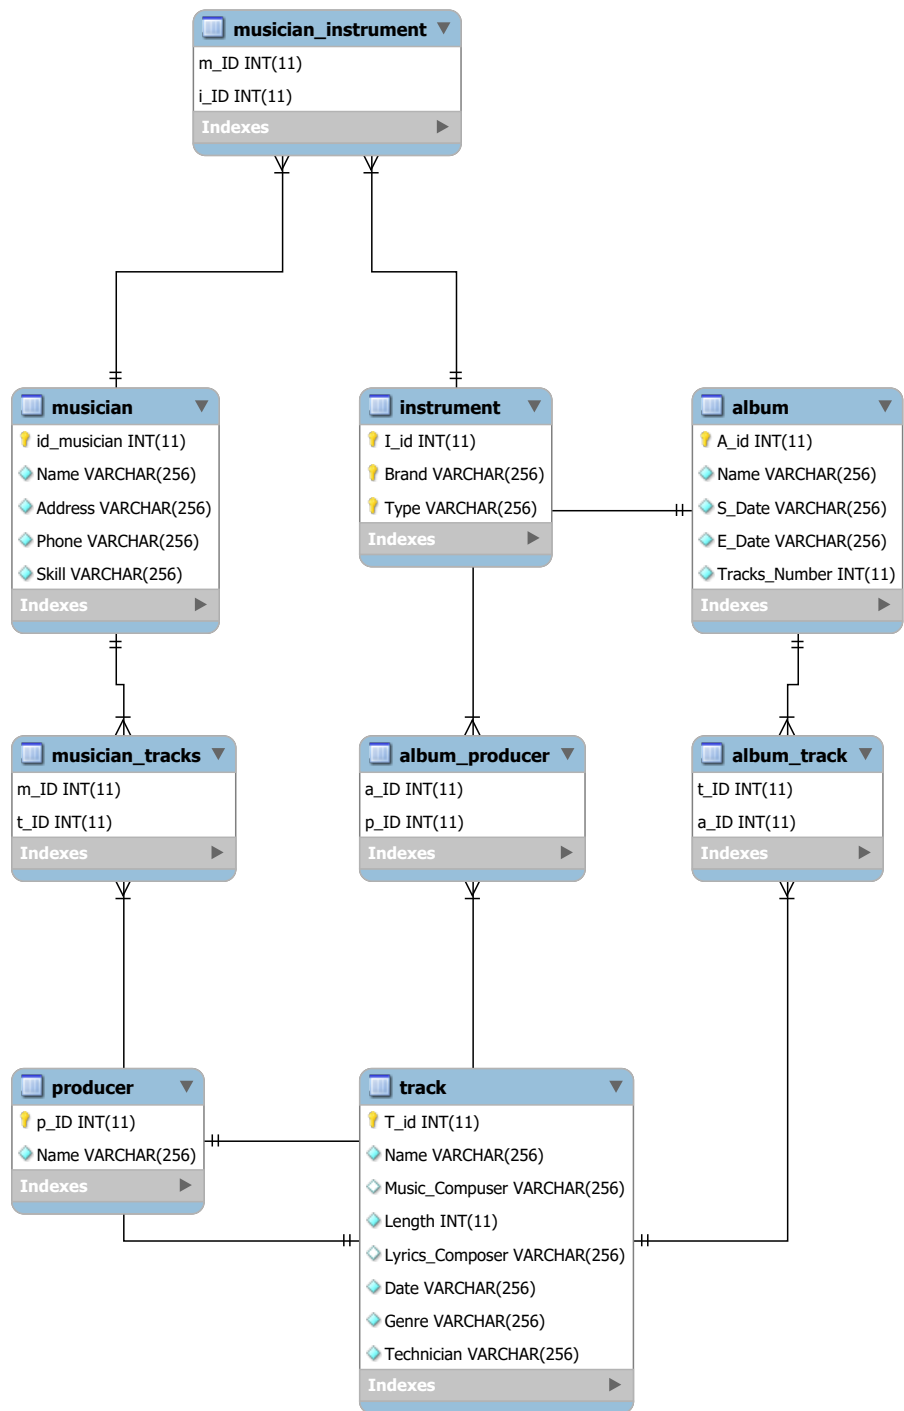 musician_instrument
m_ID INT(11)
i_ID INT(11)
Indexes
musician
id_musician INT(11)
Name VARCHAR(256)
Address VARCHAR(256)
Phone VARCHAR(256)
Skill VARCHAR(256)
Indexes
instrument
I_id INT(11)
Brand VARCHAR(256)
Type VARCHAR(256)
Indexes
album
A_id INT(11)
Name VARCHAR(256)
S_Date VARCHAR(256)
E_Date VARCHAR(256)
Tracks_Number INT(11)
Indexes
musician_tracks
m_ID INT(11)
t_ID INT(11)
Indexes
album_producer
a_ID INT(11)
p_ID INT(11)
Indexes
album_track
t_ID INT(11)
a_ID INT(11)
Indexes
producer
p_ID INT(11)
Name VARCHAR(256)
Indexes
track
T_id INT(11)
Name VARCHAR(256)
Music_Compuser VARCHAR(256)
Length INT(11)
Lyrics_Composer VARCHAR(256)
Date VARCHAR(256)
Genre VARCHAR(256)
Technician VARCHAR(256)
Indexes